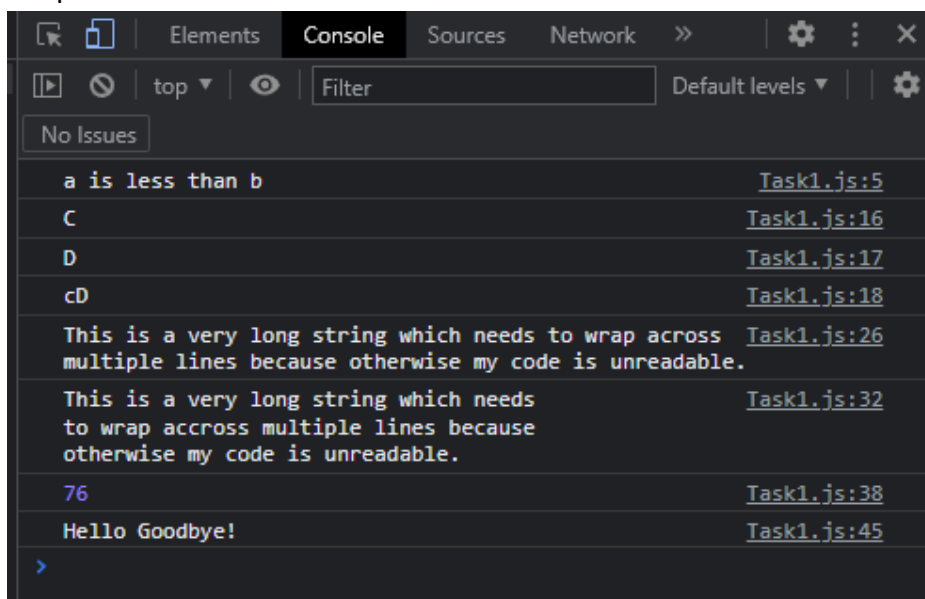 Elements Console Sources Network »
top ▼ Filter Default levels ▼
No Issues
a is less than b Task1.js:5
C Task1.js:16
D Task1.js:17
cD Task1.js:18
This is a very long string which needs to wrap across Task1.js:26
multiple lines because otherwise my code is unreadable.
This is a very long string which needs Task1.js:32
to wrap accross multiple lines because
otherwise my code is unreadable.
76 Task1.js:38
Hello Goodbye! Task1.js:45
>